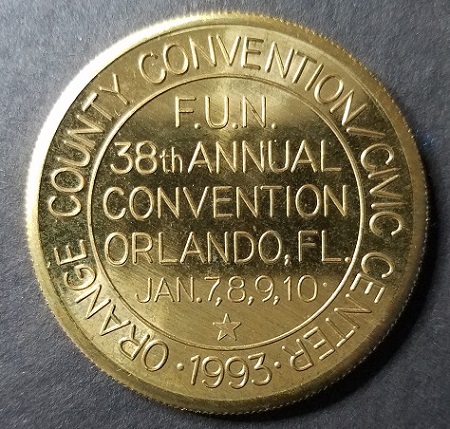 ORANGE COUNTY CONVENTION/CIVIC CENTER
· 1993 ·
F.U.N.
38th ANNUAL
CONVENTION
ORLANDO, FL.
JAN. 7, 8, 9, 10·